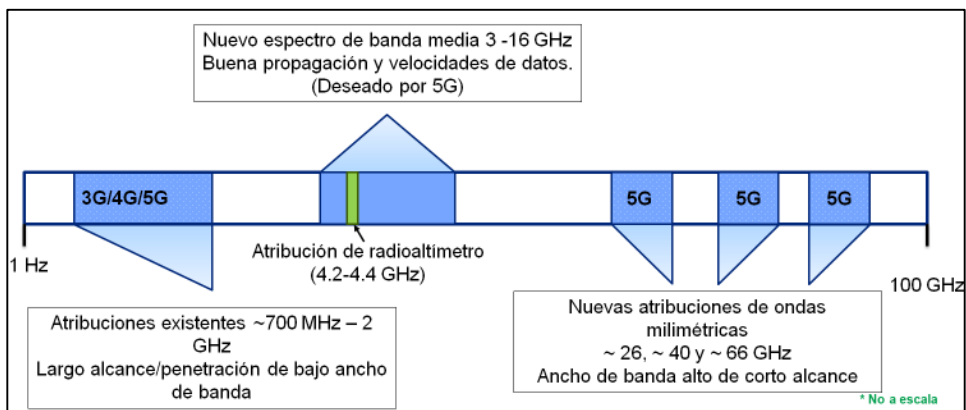 Nuevo espectro de banda media 3 -16 GHz
Buena propagación y velocidades de datos.
(Deseado por 5G)
3G/4G/5G
5G
5G
5G
Atribución de radioaltímetro
(4.2-4.4 GHz)
1 Hz
100 GHz
Atribuciones existentes ~700 MHz – 2
GHz
Largo alcance/penetración de bajo ancho
de banda
Nuevas atribuciones de ondas
milimétricas
~ 26, ~ 40 y ~ 66 GHz
Ancho de banda alto de corto alcance
* No a escala